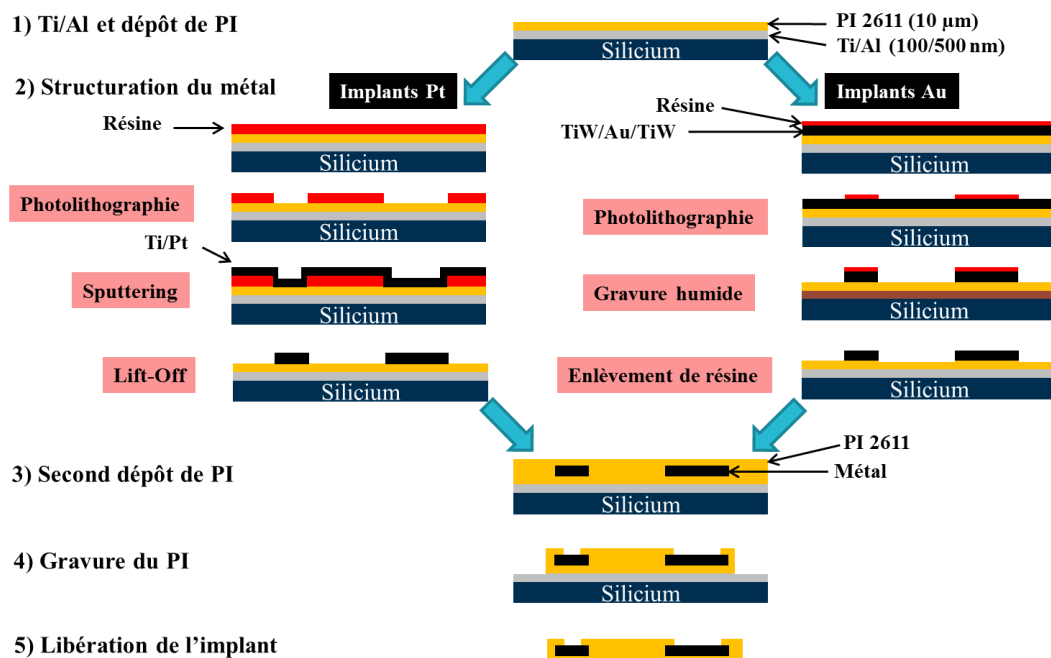 1) Ti/Al et dépôt de PI
PI 2611 (10 µm)
Ti/Al (100/500 nm)
Silicium
2) Structuration du métal
Implants Pt
Implants Au
Résine
Silicium
Résine
TiW/Au/TiW
Silicium
Photolithographie
Silicium
Photolithographie
Silicium
Ti/Pt
Sputtering
Silicium
Gravure humide
Silicium
Lift-Off
Silicium
Enlèvement de résine
Silicium
3) Second dépôt de PI
PI 2611
Métal
Silicium
4) Gravure du PI
Silicium
5) Libération de l’implant